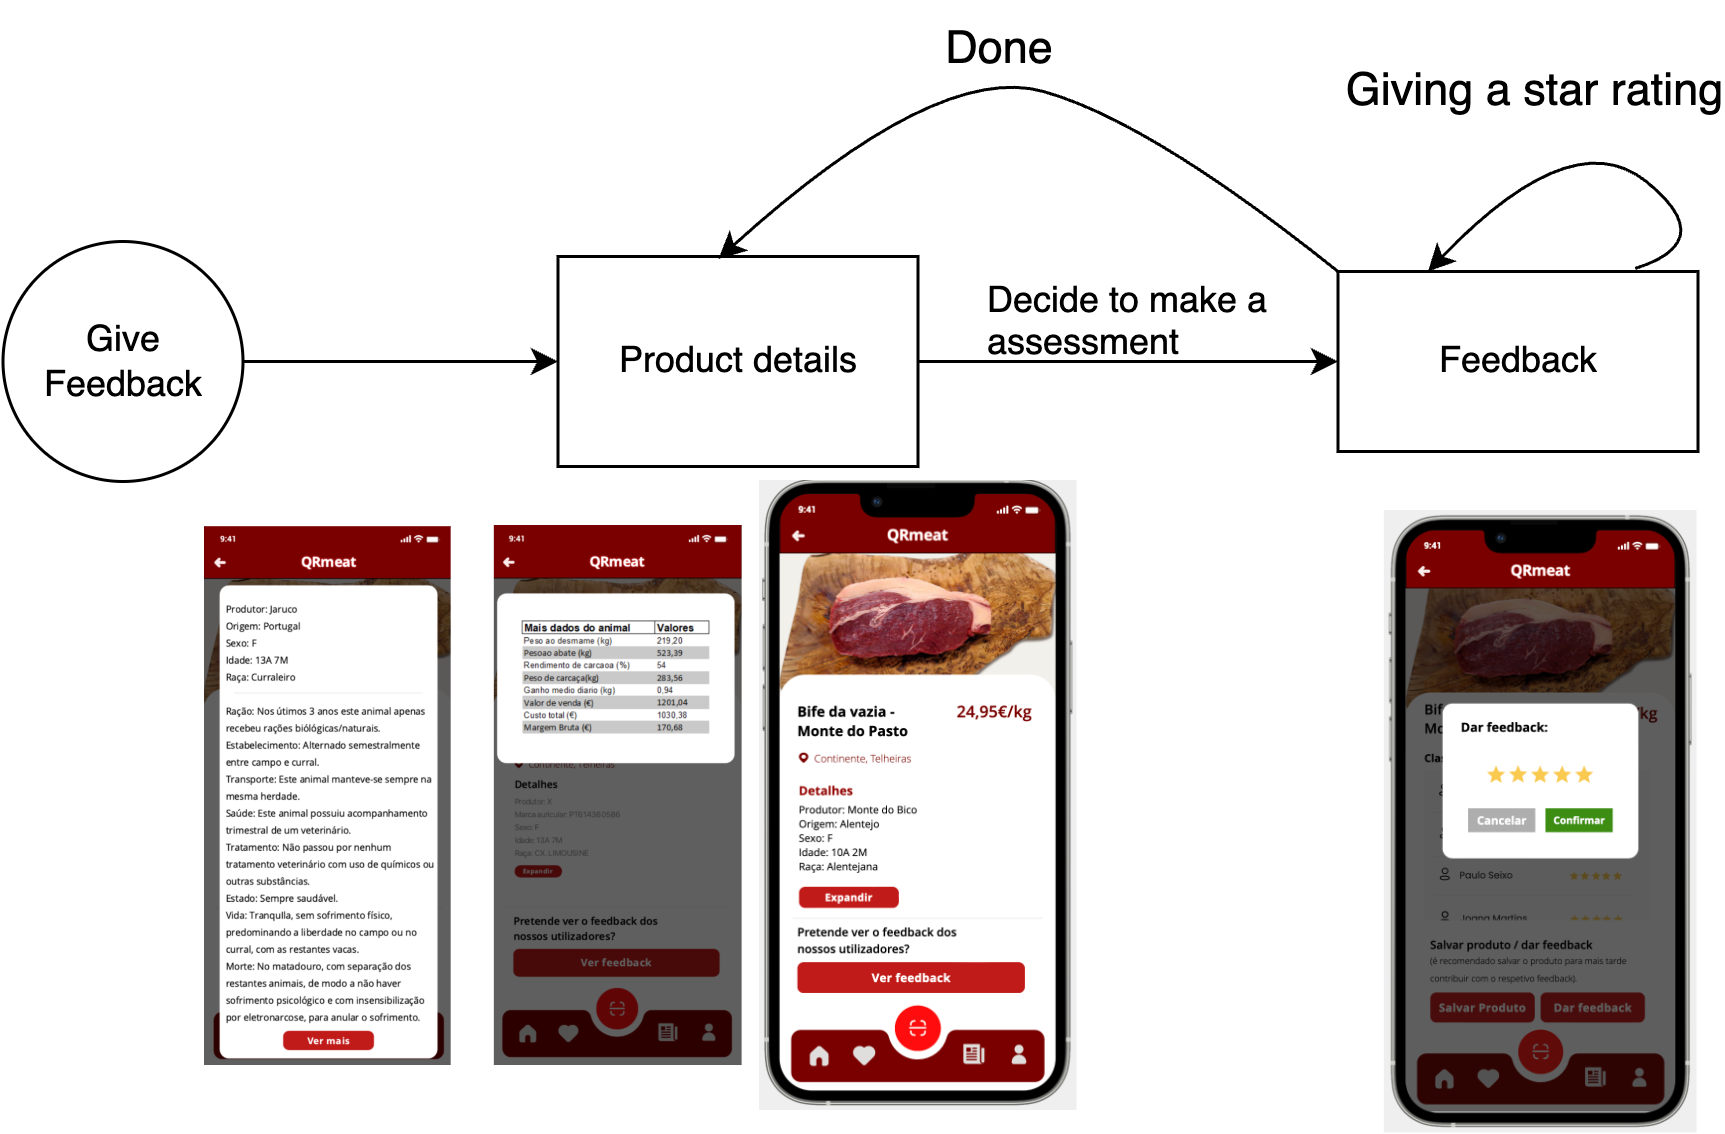 Done
Giving a star rating
Give
Feedback
Product details
Decide to make a
assessment
Feedback
9:41
QRmeat
Produtor: Jaruco
Origem: Portugal
Sexo: F
Idade: 13A 7M
Raça: Curraleiro
Ração: Nos útimos 3 anos este animal apenas
recebeu rações biólógicas/naturais.
Estabelecimento: Alternado semestralmente
entre campo e curral.
Transporte: Este animal manteve-se sempre na
mesma herdade.
Saúde: Este animal possuiu acompanhamento
trimestral de um veterinário.
Tratamento: Não passou por nenhum
tratamento veterinário com uso de químicos ou
outras substâncias.
Estado: Sempre saudável.
Vida: Tranqulla, sem sofrimento físico,
predominando a liberdade no campo ou no
curral, com as restantes vacas.
Morte: No matadouro, com separação dos
restantes animais, de modo a não haver
sofrimento psicológico e com insensibilização
por eletronarcose, para anular o sofrimento.
Ver mais
9:41
QRmeat
Mais dados do animal Valores
Peso ao desmame (kg) 219,20
Pesoao abate (kg) 523,39
Rendimento de carcaoa (%) 54
Peso de carcaça(kg) 283,56
Ganho medio diario (kg) 0,94
Valor de venda (€) 1201,04
Custo total (€) 1030,38
Margem Bruta (€) 170,68
Continente, Telheiras
Detalhes
Produtor: X
Marca auricular: PT614360586
Sexo: F
Idade: 13A 7M
Raça: CX. LIMOUSINE
Expandir
Pretende ver o feedback dos
nossos utilizadores?
Ver feedback
9:41
QRmeat
Bife da vazia -
Monte do Pasto
24,95€/kg
Continente, Telheiras
Detalhes
Produtor: Monte do Bico
Origem: Alentejo
Sexo: F
Idade: 10A 2M
Raça: Alentejana
Expandir
Pretende ver o feedback dos
nossos utilizadores?
Ver feedback
9:41
QRmeat
Bif
/kg
Mo
Dar feedback:
Cla
Cancelar Confirmar
Paulo Seixo
Joana Martins
Salvar produto / dar feedback
(é recomendado salvar o produto para mais tarde
contribuir com o respetivo feedback).
Salvar Produto Dar feedback